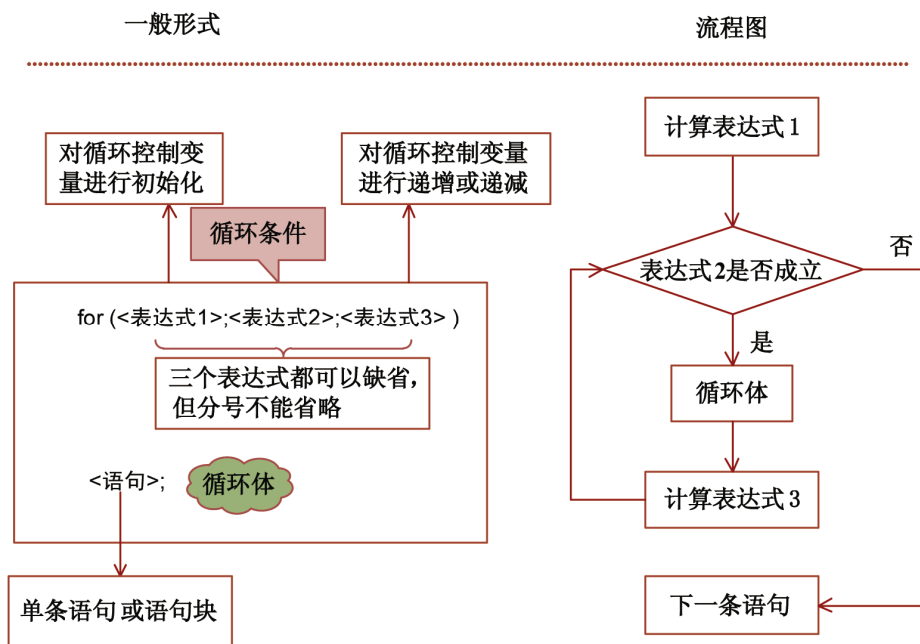 一般形式
流程图
对循环控制变
量进行初始化
对循环控制变量
进行递增或递减
循环条件
for (<表达式1>;<表达式2>;<表达式3> )
三个表达式都可以缺省，
但分号不能省略
<语句>;
循环体
单条语句或语句块
计算表达式1
表达式2是否成立
否
是
循环体
计算表达式3
下一条语句